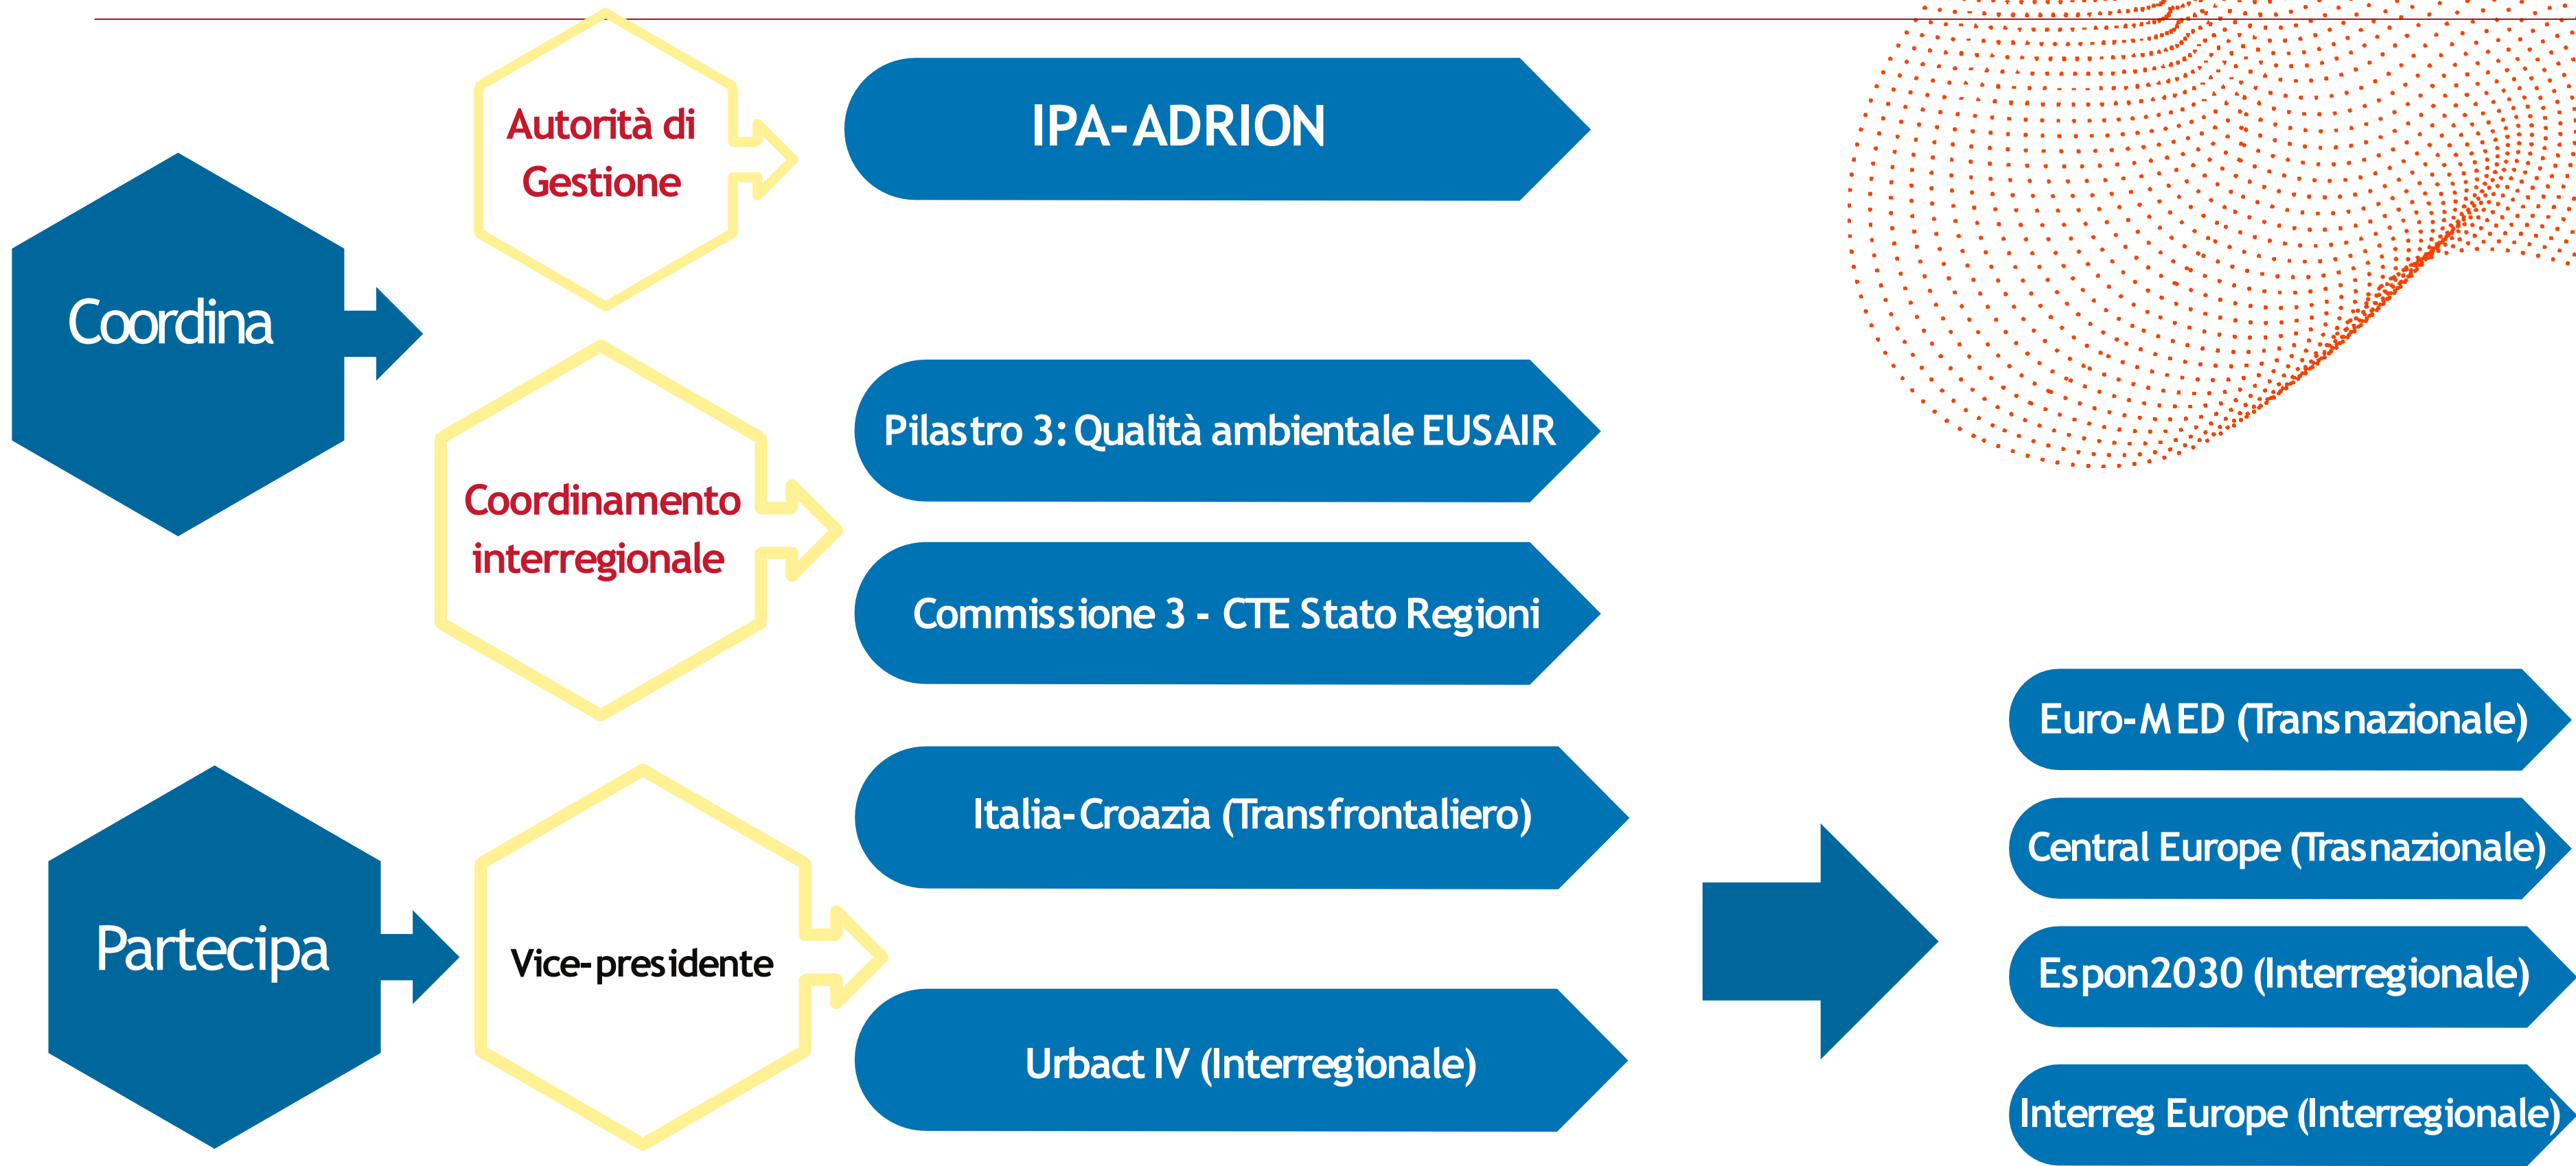 Autorità di
Gestione
IPA-ADRION
Coordina
Coordinamento
interregionale
Pilastro 3: Qualità ambientale EUSAIR
Commissione 3 - CTE Stato Regioni
Partecipa
Vice-presidente
Italia-Croazia (Transfrontaliero)
Urbact IV (Interregionale)
Euro-MED (Transnazionale)
Central Europe (Trasnazionale)
Espon2030 (Interregionale)
Interreg Europe (Interregionale)